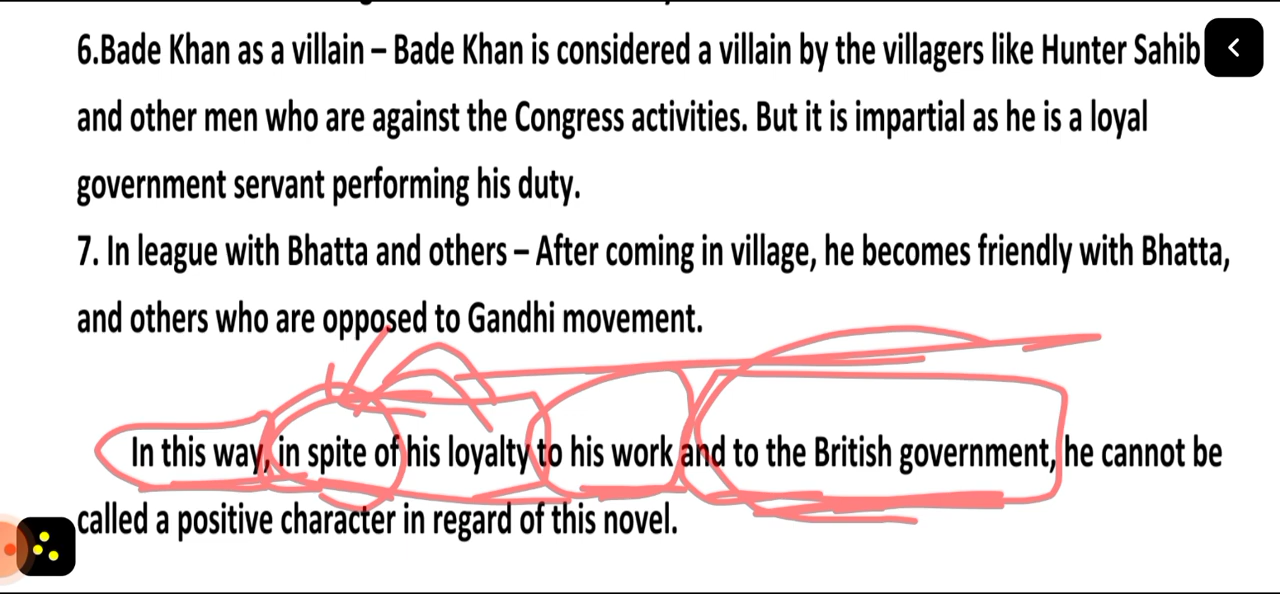 6.Bade Khan as a villain – Bade Khan is considered a villain by the villagers like Hunter Sahib
and other men who are against the Congress activities. But it is impartial as he is a loyal
government servant performing his duty.
7. In league with Bhatta and others – After coming in village, he becomes friendly with Bhatta,
and others who are opposed to Gandhi movement.
In this way, in spite of his loyalty to his work and to the British government, he cannot be
called a positive character in regard of this novel.